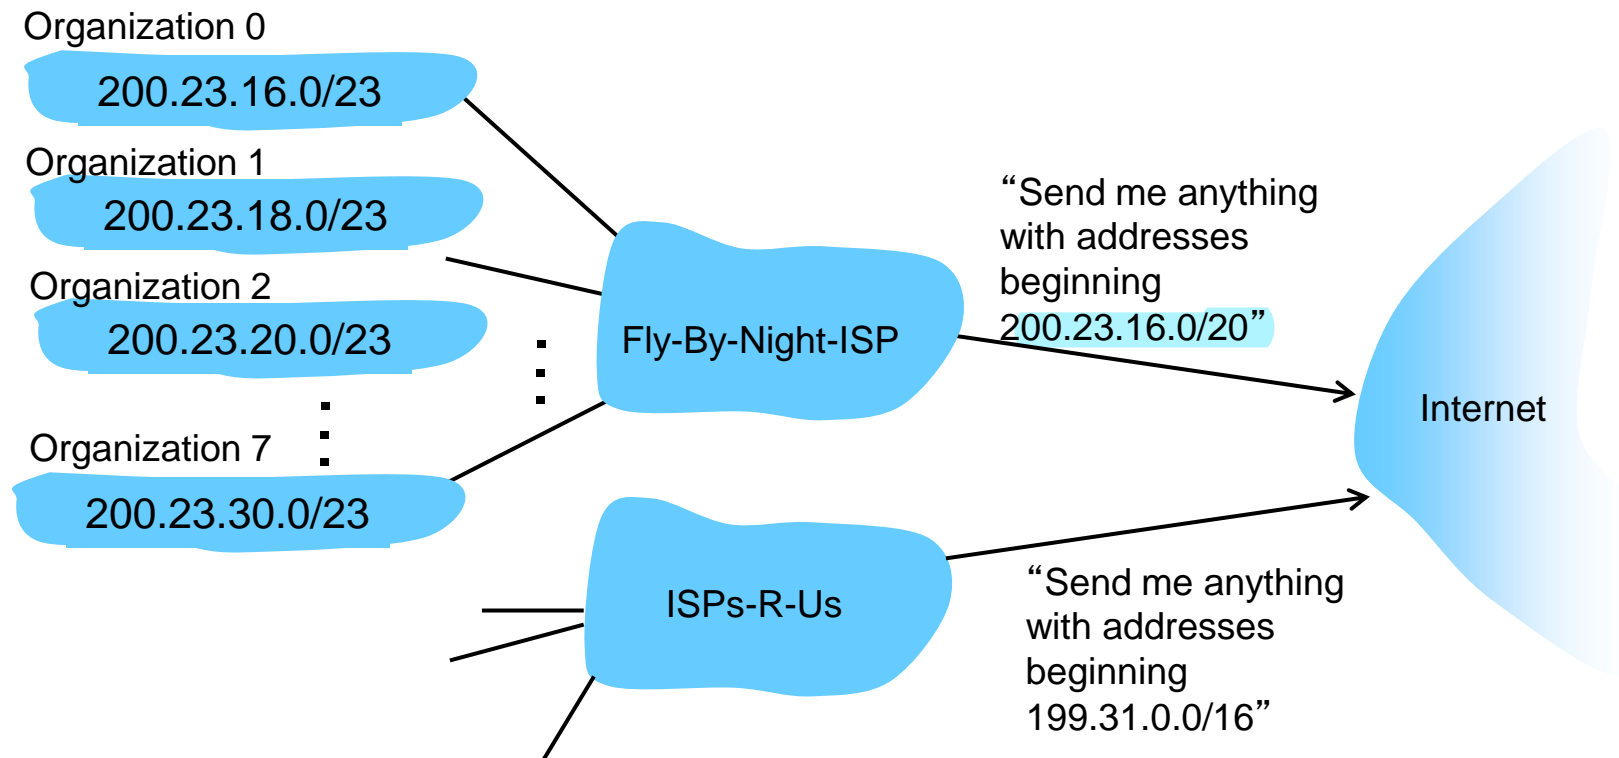 Organization 0
200.23.16.0/23
Organization 1
200.23.18.0/23
Organization 2
200.23.20.0/23
Organization 7
200.23.30.0/23
Fly-By-Night-ISP
“Send me anything
with addresses
beginning
200.23.16.0/20”
Internet
ISPs-R-Us
“Send me anything
with addresses
beginning
199.31.0.0/16”